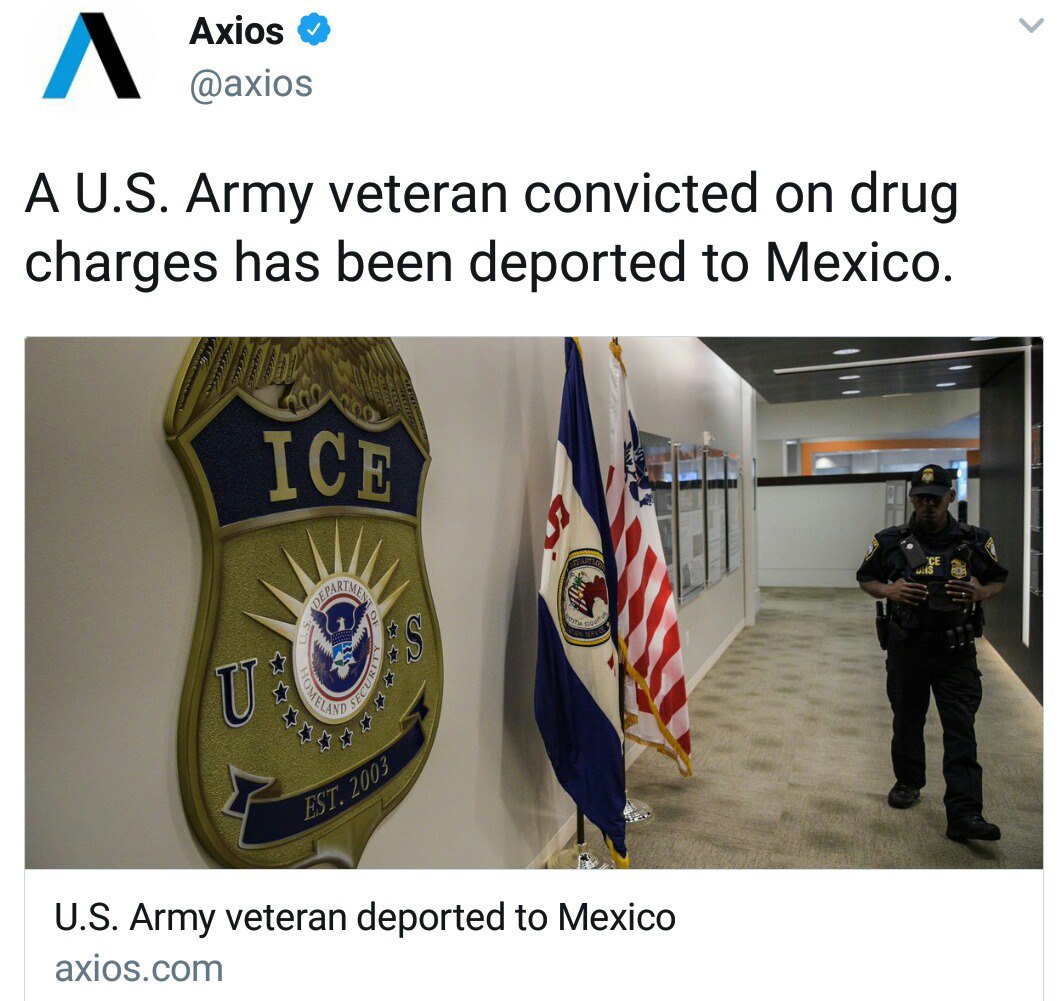 Axios
@axios
A U.S. Army veteran convicted on drug
charges has been deported to Mexico.
ICE
U.S. DEPARTMENT OF HOMELAND SECURITY
U S
EST. 2003
U.S. Army veteran deported to Mexico
axios.com